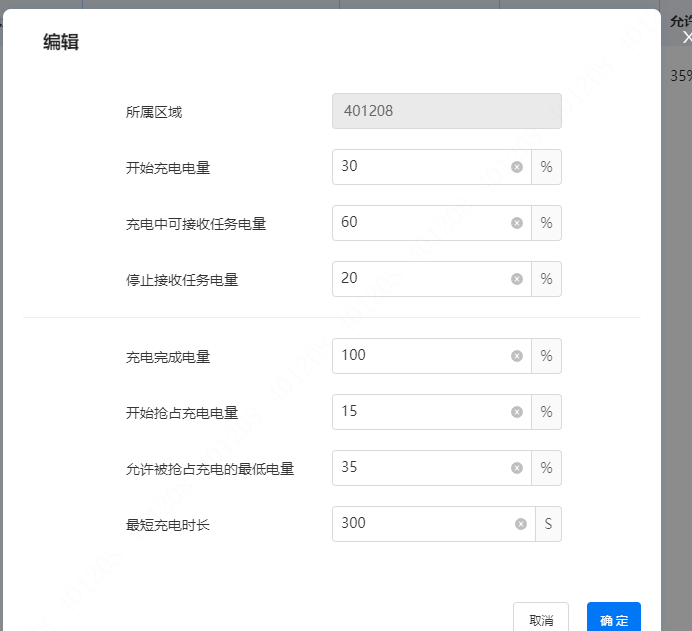 编辑
允许
X
35%
所属区域 401208
开始充电电量 30 %
充电中可接收任务电量 60 %
停止接收任务电量 20 %
充电完成电量 100 %
开始抢占充电电量 15 %
允许被抢占充电的最低电量 35 %
最短充电时长 300 S
取消 确定